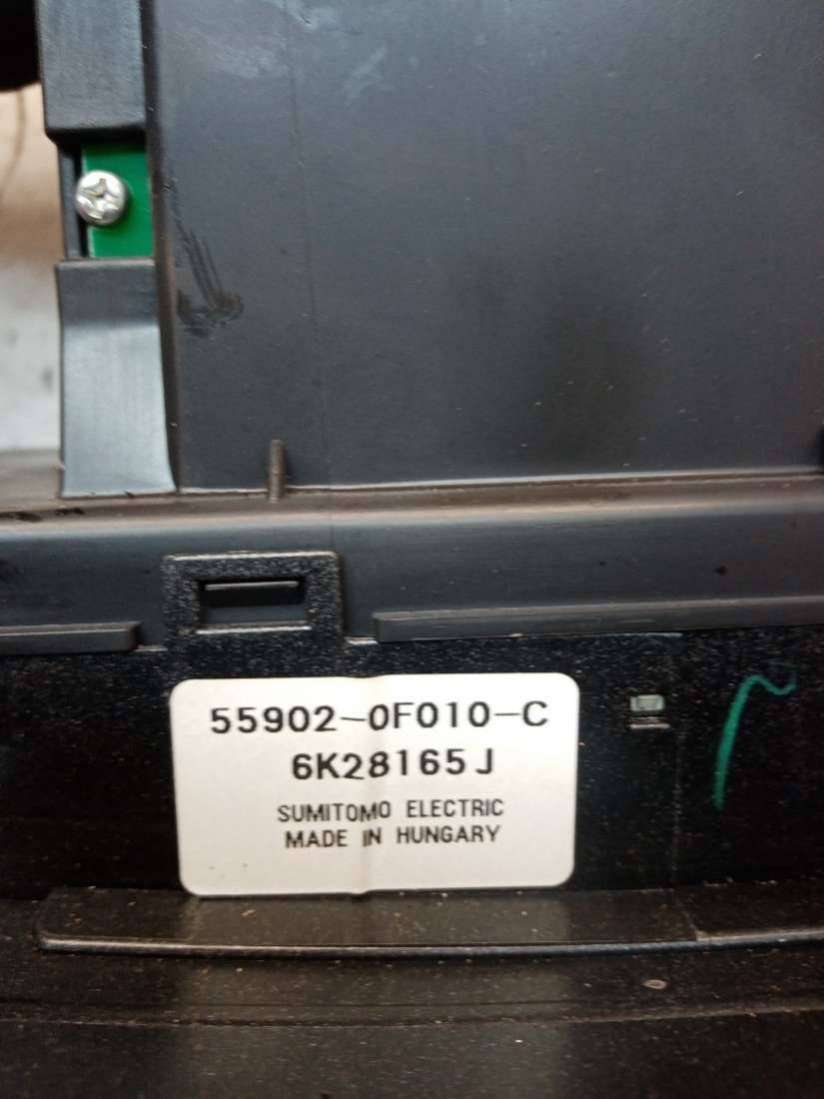 55902-0F010-C
6K28165J
SUMITOMO ELECTRIC
MADE IN HUNGARY